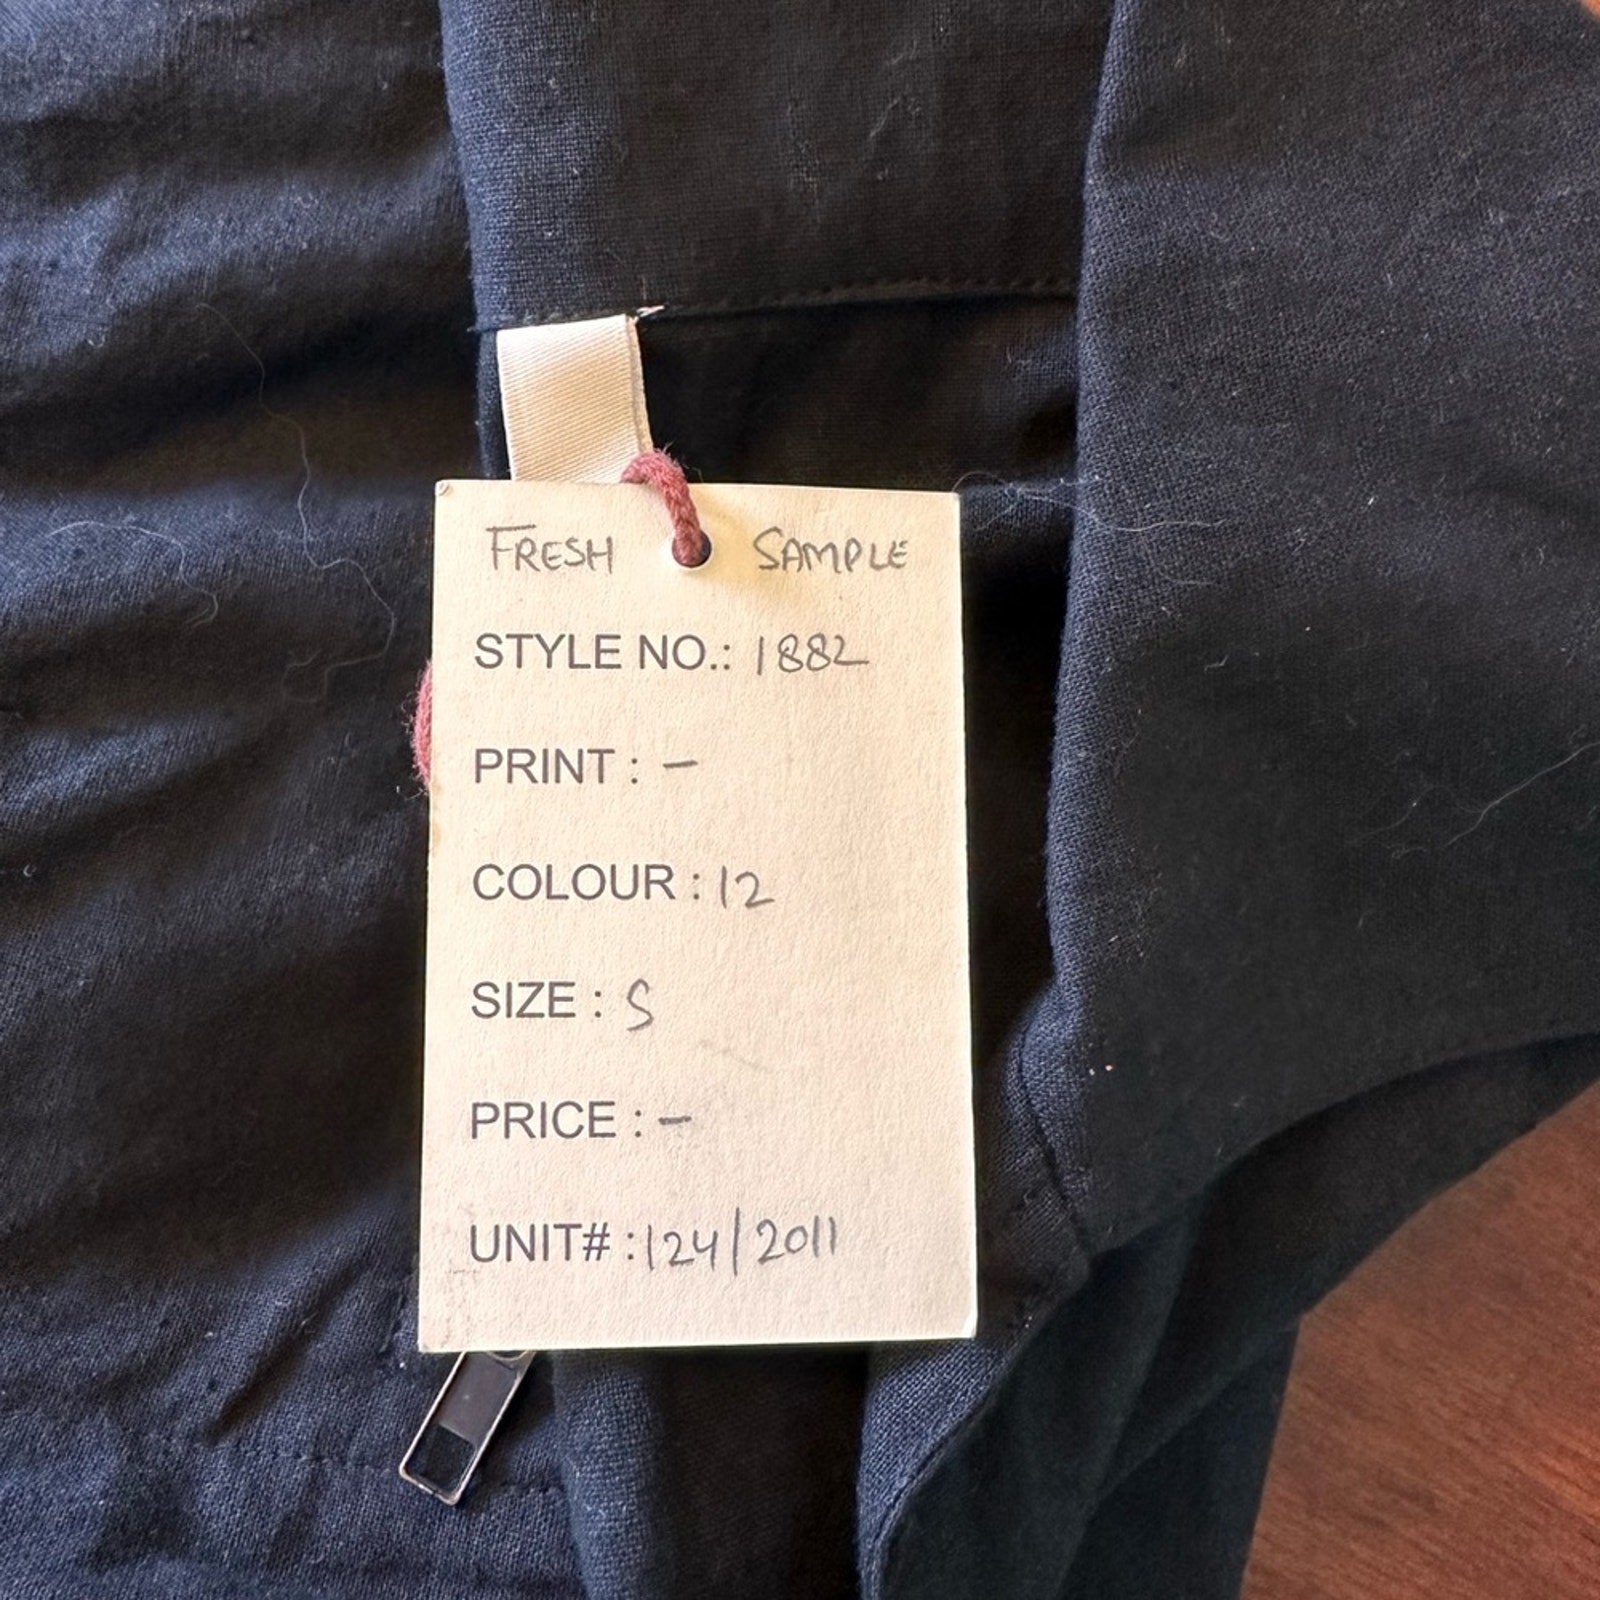 FRESH SAMPLE
STYLE NO.: 1882
PRINT : -
COLOUR : 12
SIZE : S
PRICE : -
UNIT# : 124/2011